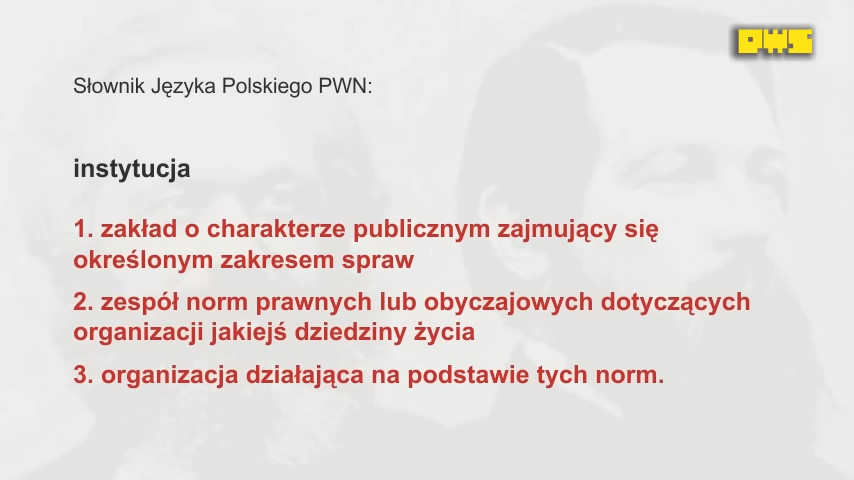 PWS
Słownik Języka Polskiego PWN:
instytucja
1. zakład o charakterze publicznym zajmujący się
określonym zakresem spraw
2. zespół norm prawnych lub obyczajowych dotyczących
organizacji jakiejś dziedziny życia
3. organizacja działająca na podstawie tych norm.